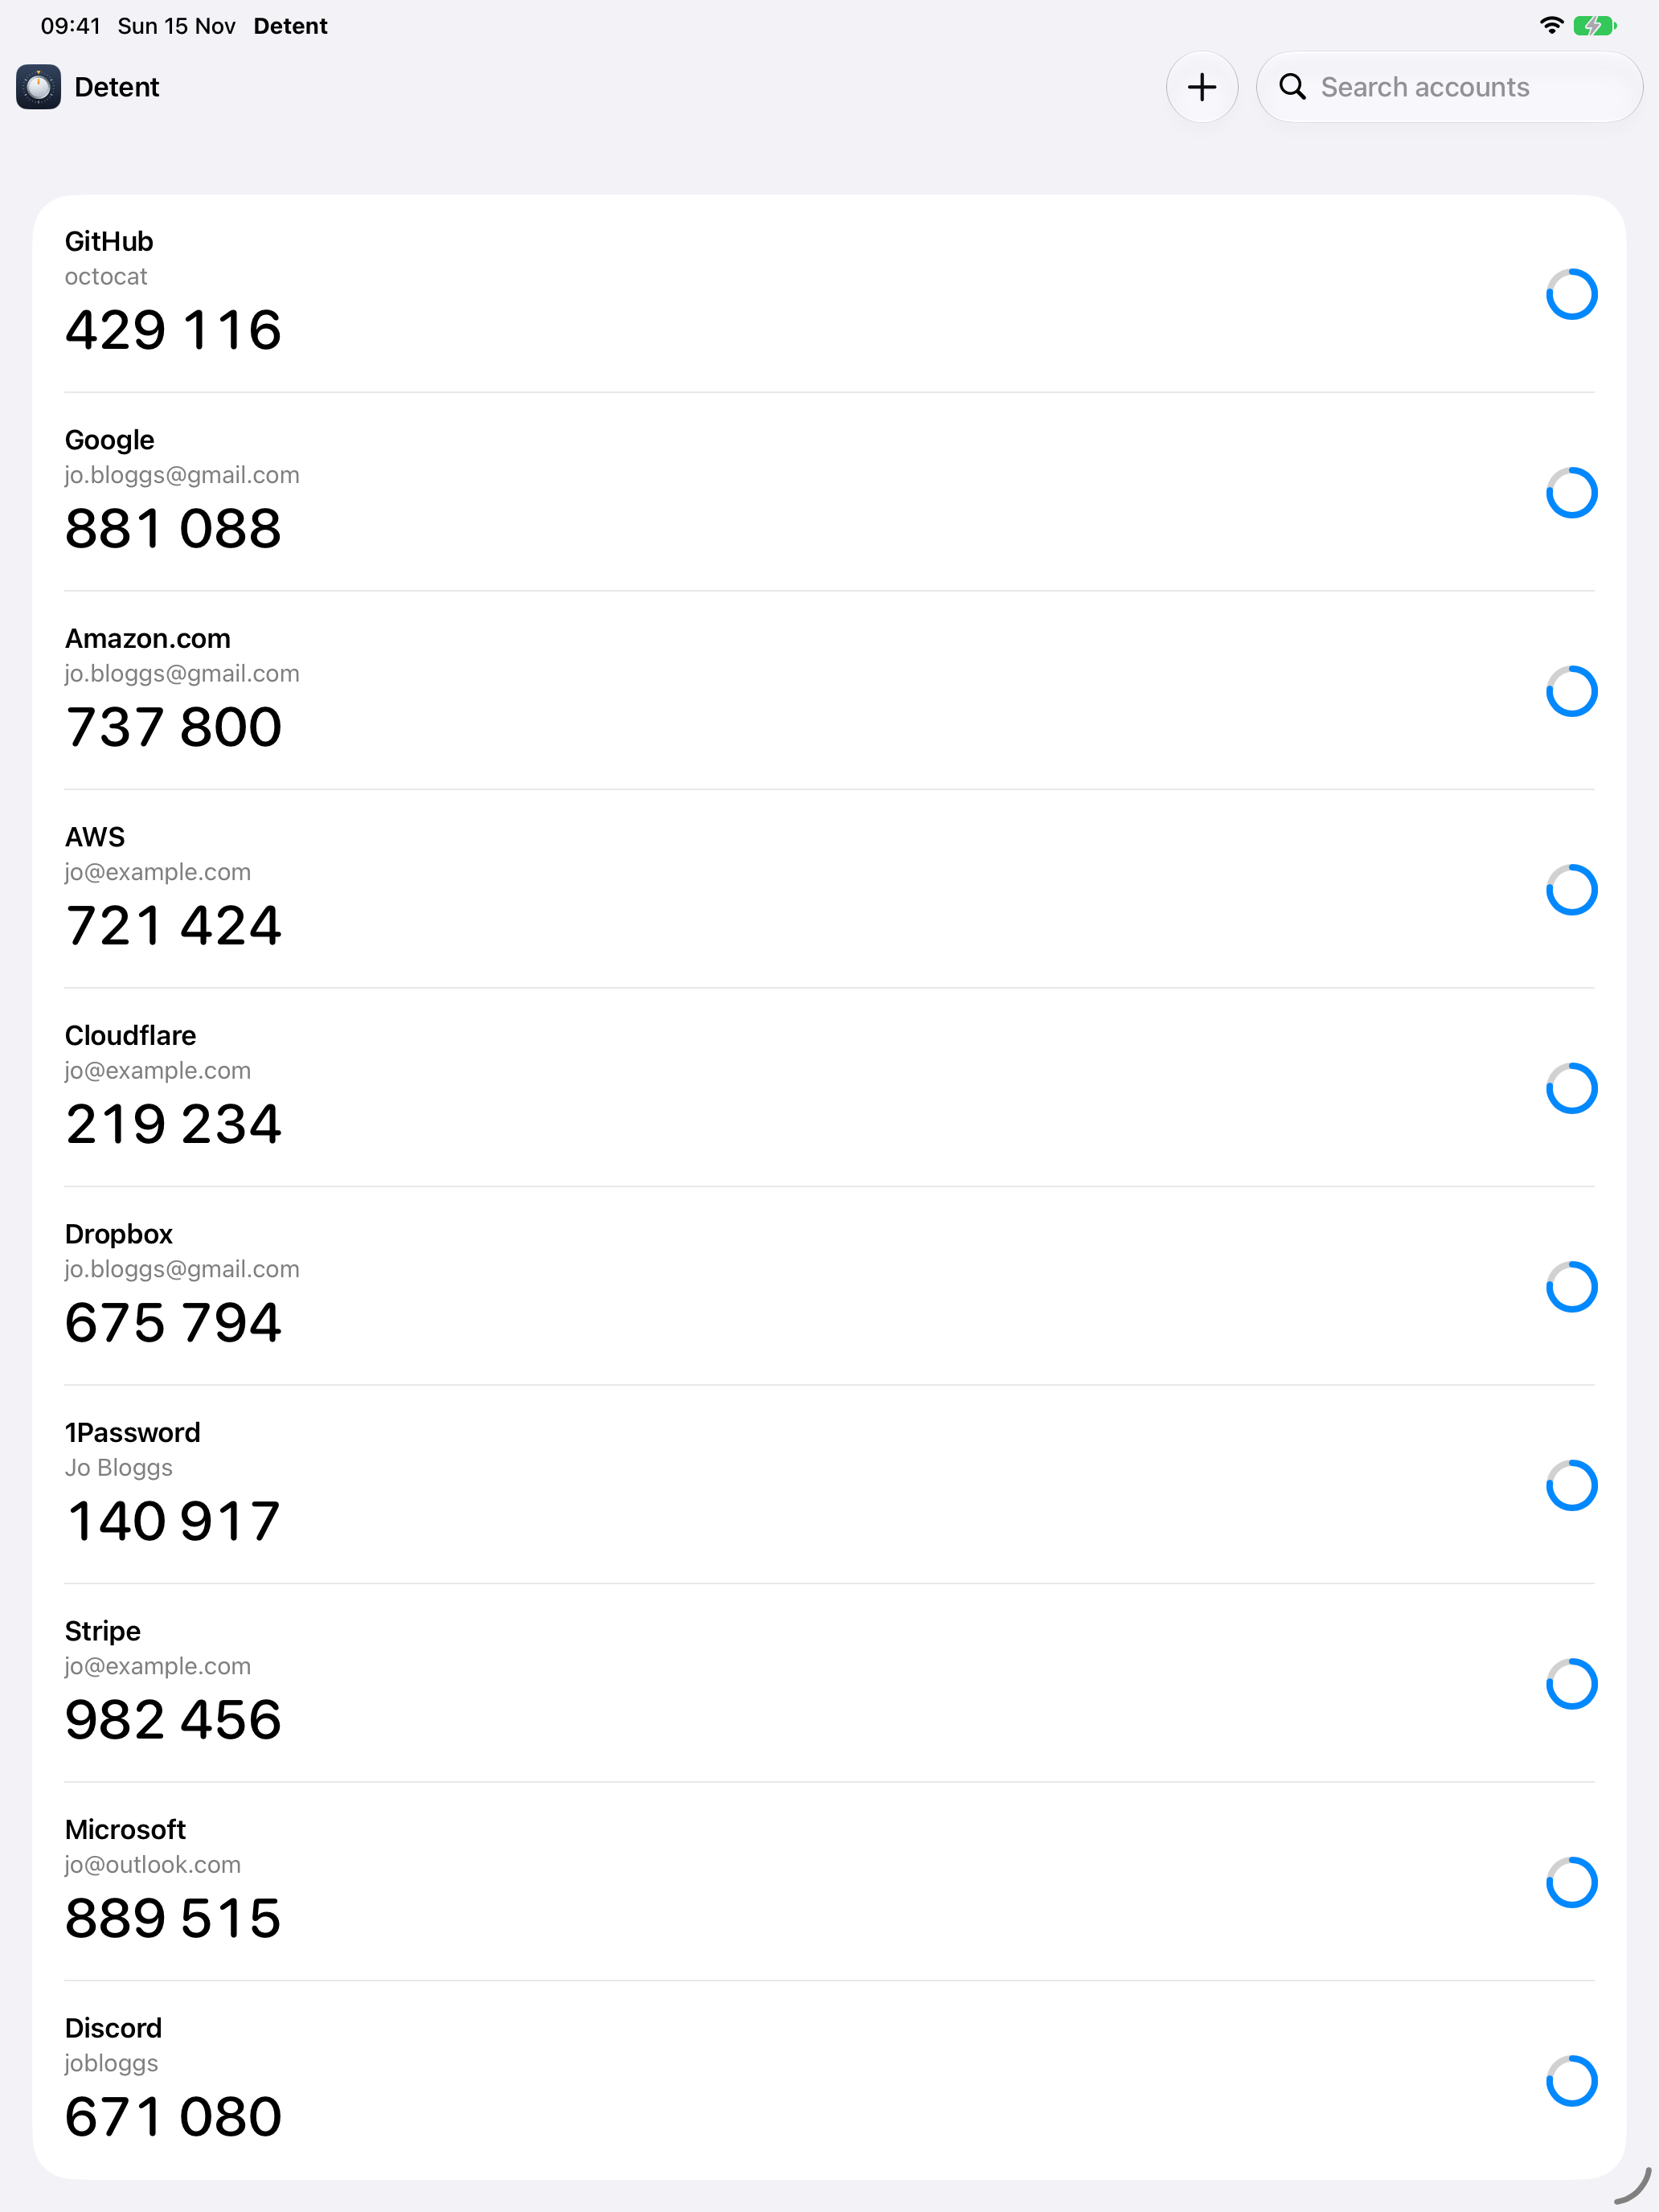 09:41 Sun 15 Nov Detent
Detent
Search accounts
GitHub
octocat
429 116
Google
jo.bloggs@gmail.com
881 088
Amazon.com
jo.bloggs@gmail.com
737 800
AWS
jo@example.com
721 424
Cloudflare
jo@example.com
219 234
Dropbox
jo.bloggs@gmail.com
675 794
1Password
Jo Bloggs
140 917
Stripe
jo@example.com
982 456
Microsoft
jo@outlook.com
889 515
Discord
jobloggs
671 080